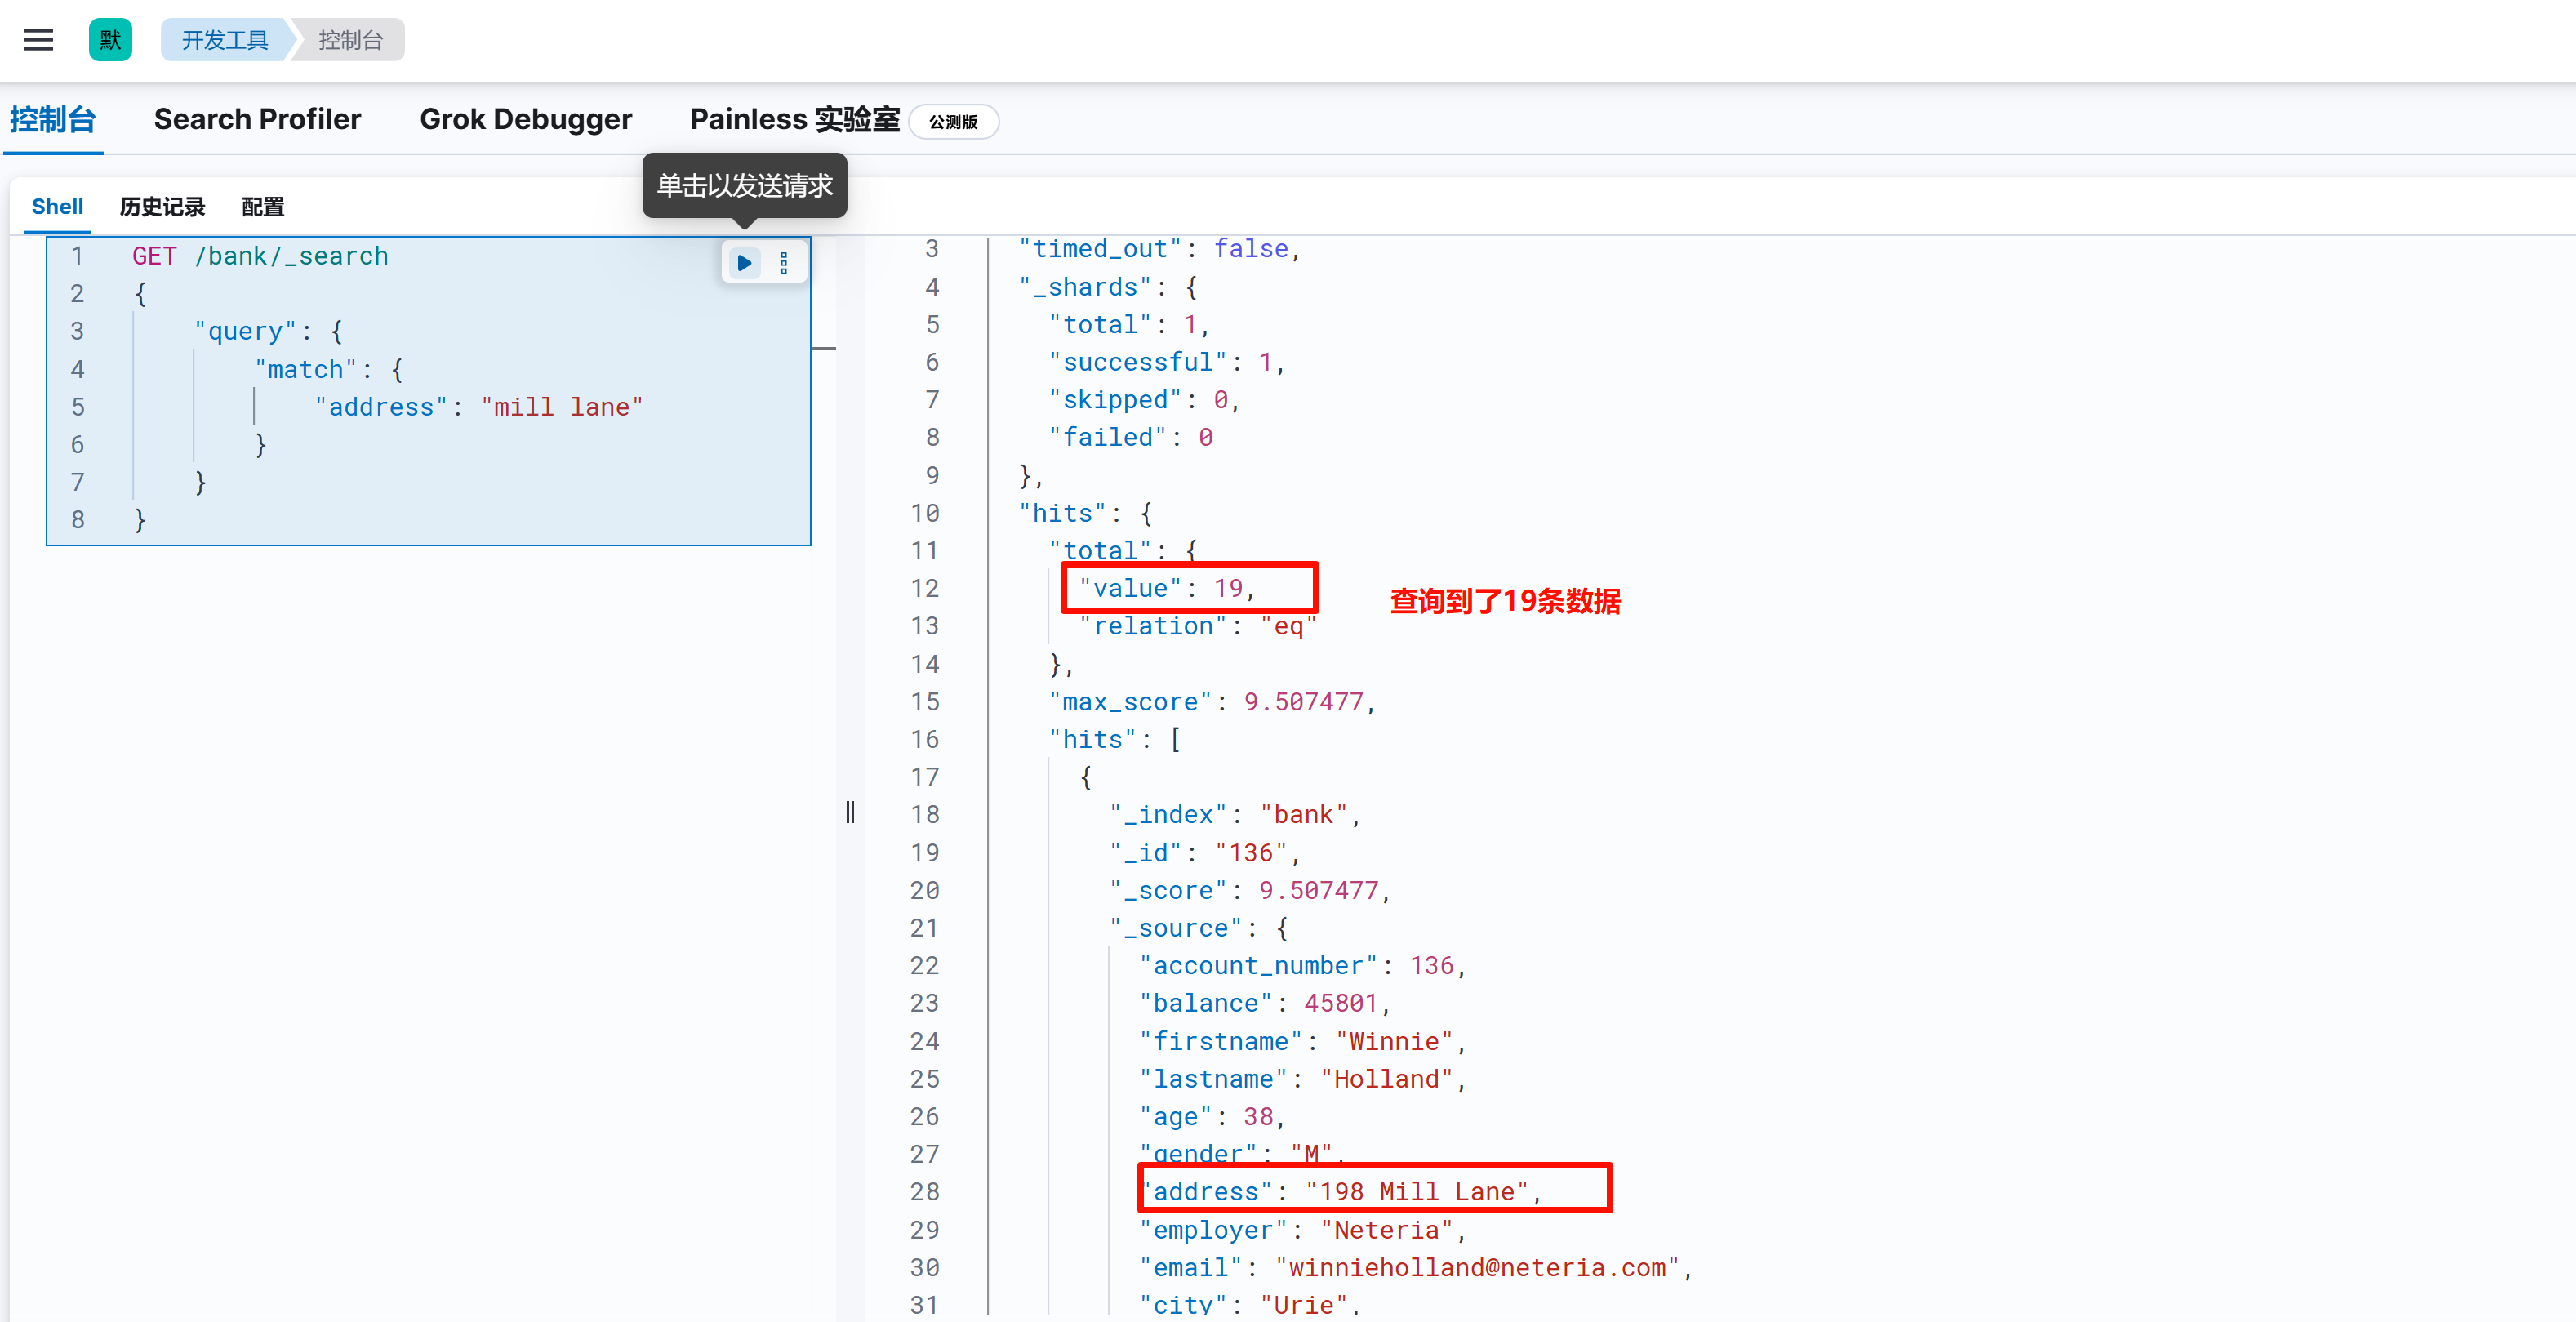 默 开发工具 控制台
控制台 Search Profiler Grok Debugger Painless 实验室 公测版
单击以发送请求
Shell 历史记录 配置
1 GET /bank/_search
2 {
3 "query": {
4 "match": {
5 "address": "mill lane"
6 }
7 }
8 }
3 "timed_out": false,
4 "_shards": {
5 "total": 1,
6 "successful": 1,
7 "skipped": 0,
8 "failed": 0
9 },
10 "hits": {
11 "total": {
12 "value": 19,
查询到了19条数据
13 "relation": "eq"
14 },
15 "max_score": 9.507477,
16 "hits": [
17 {
18 "_index": "bank",
19 "_id": "136",
20 "_score": 9.507477,
21 "_source": {
22 "account_number": 136,
23 "balance": 45801,
24 "firstname": "Winnie",
25 "lastname": "Holland",
26 "age": 38,
27 "gender": "M",
28 "address": "198 Mill Lane",
29 "employer": "Neteria",
30 "email": "winnieholland@neteria.com",
31 "city": "Urie",